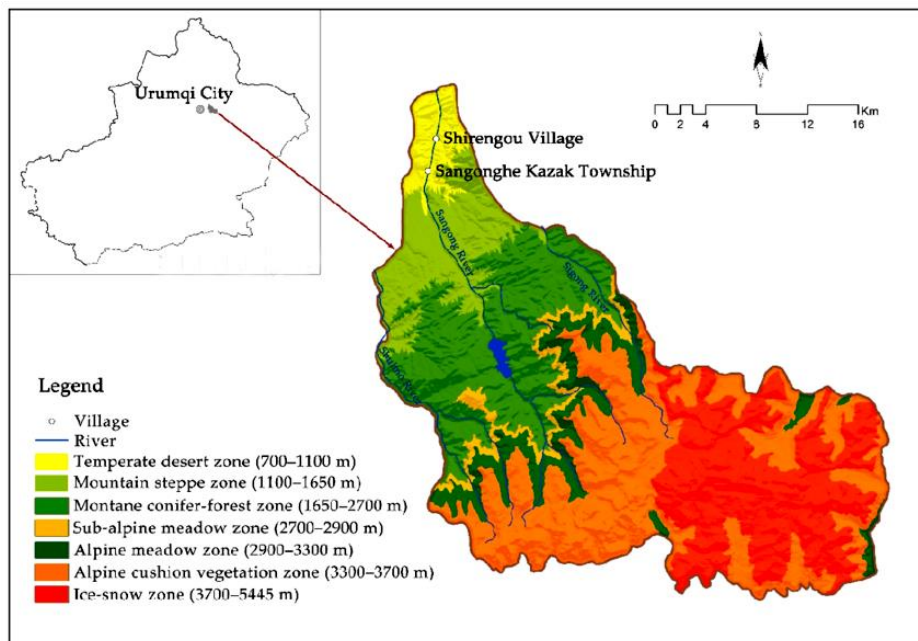 Urumqi City
Shirengou Village
Sangonghe Kazak Township
0 2 4 8 12 16
Km
Sangong River
Sigong River
River
Legend
Village
River
Temperate desert zone (700–1100 m)
Mountain steppe zone (1100–1650 m)
Montane conifer-forest zone (1650–2700 m)
Sub-alpine meadow zone (2700–2900 m)
Alpine meadow zone (2900–3300 m)
Alpine cushion vegetation zone (3300–3700 m)
Ice-snow zone (3700–5445 m)